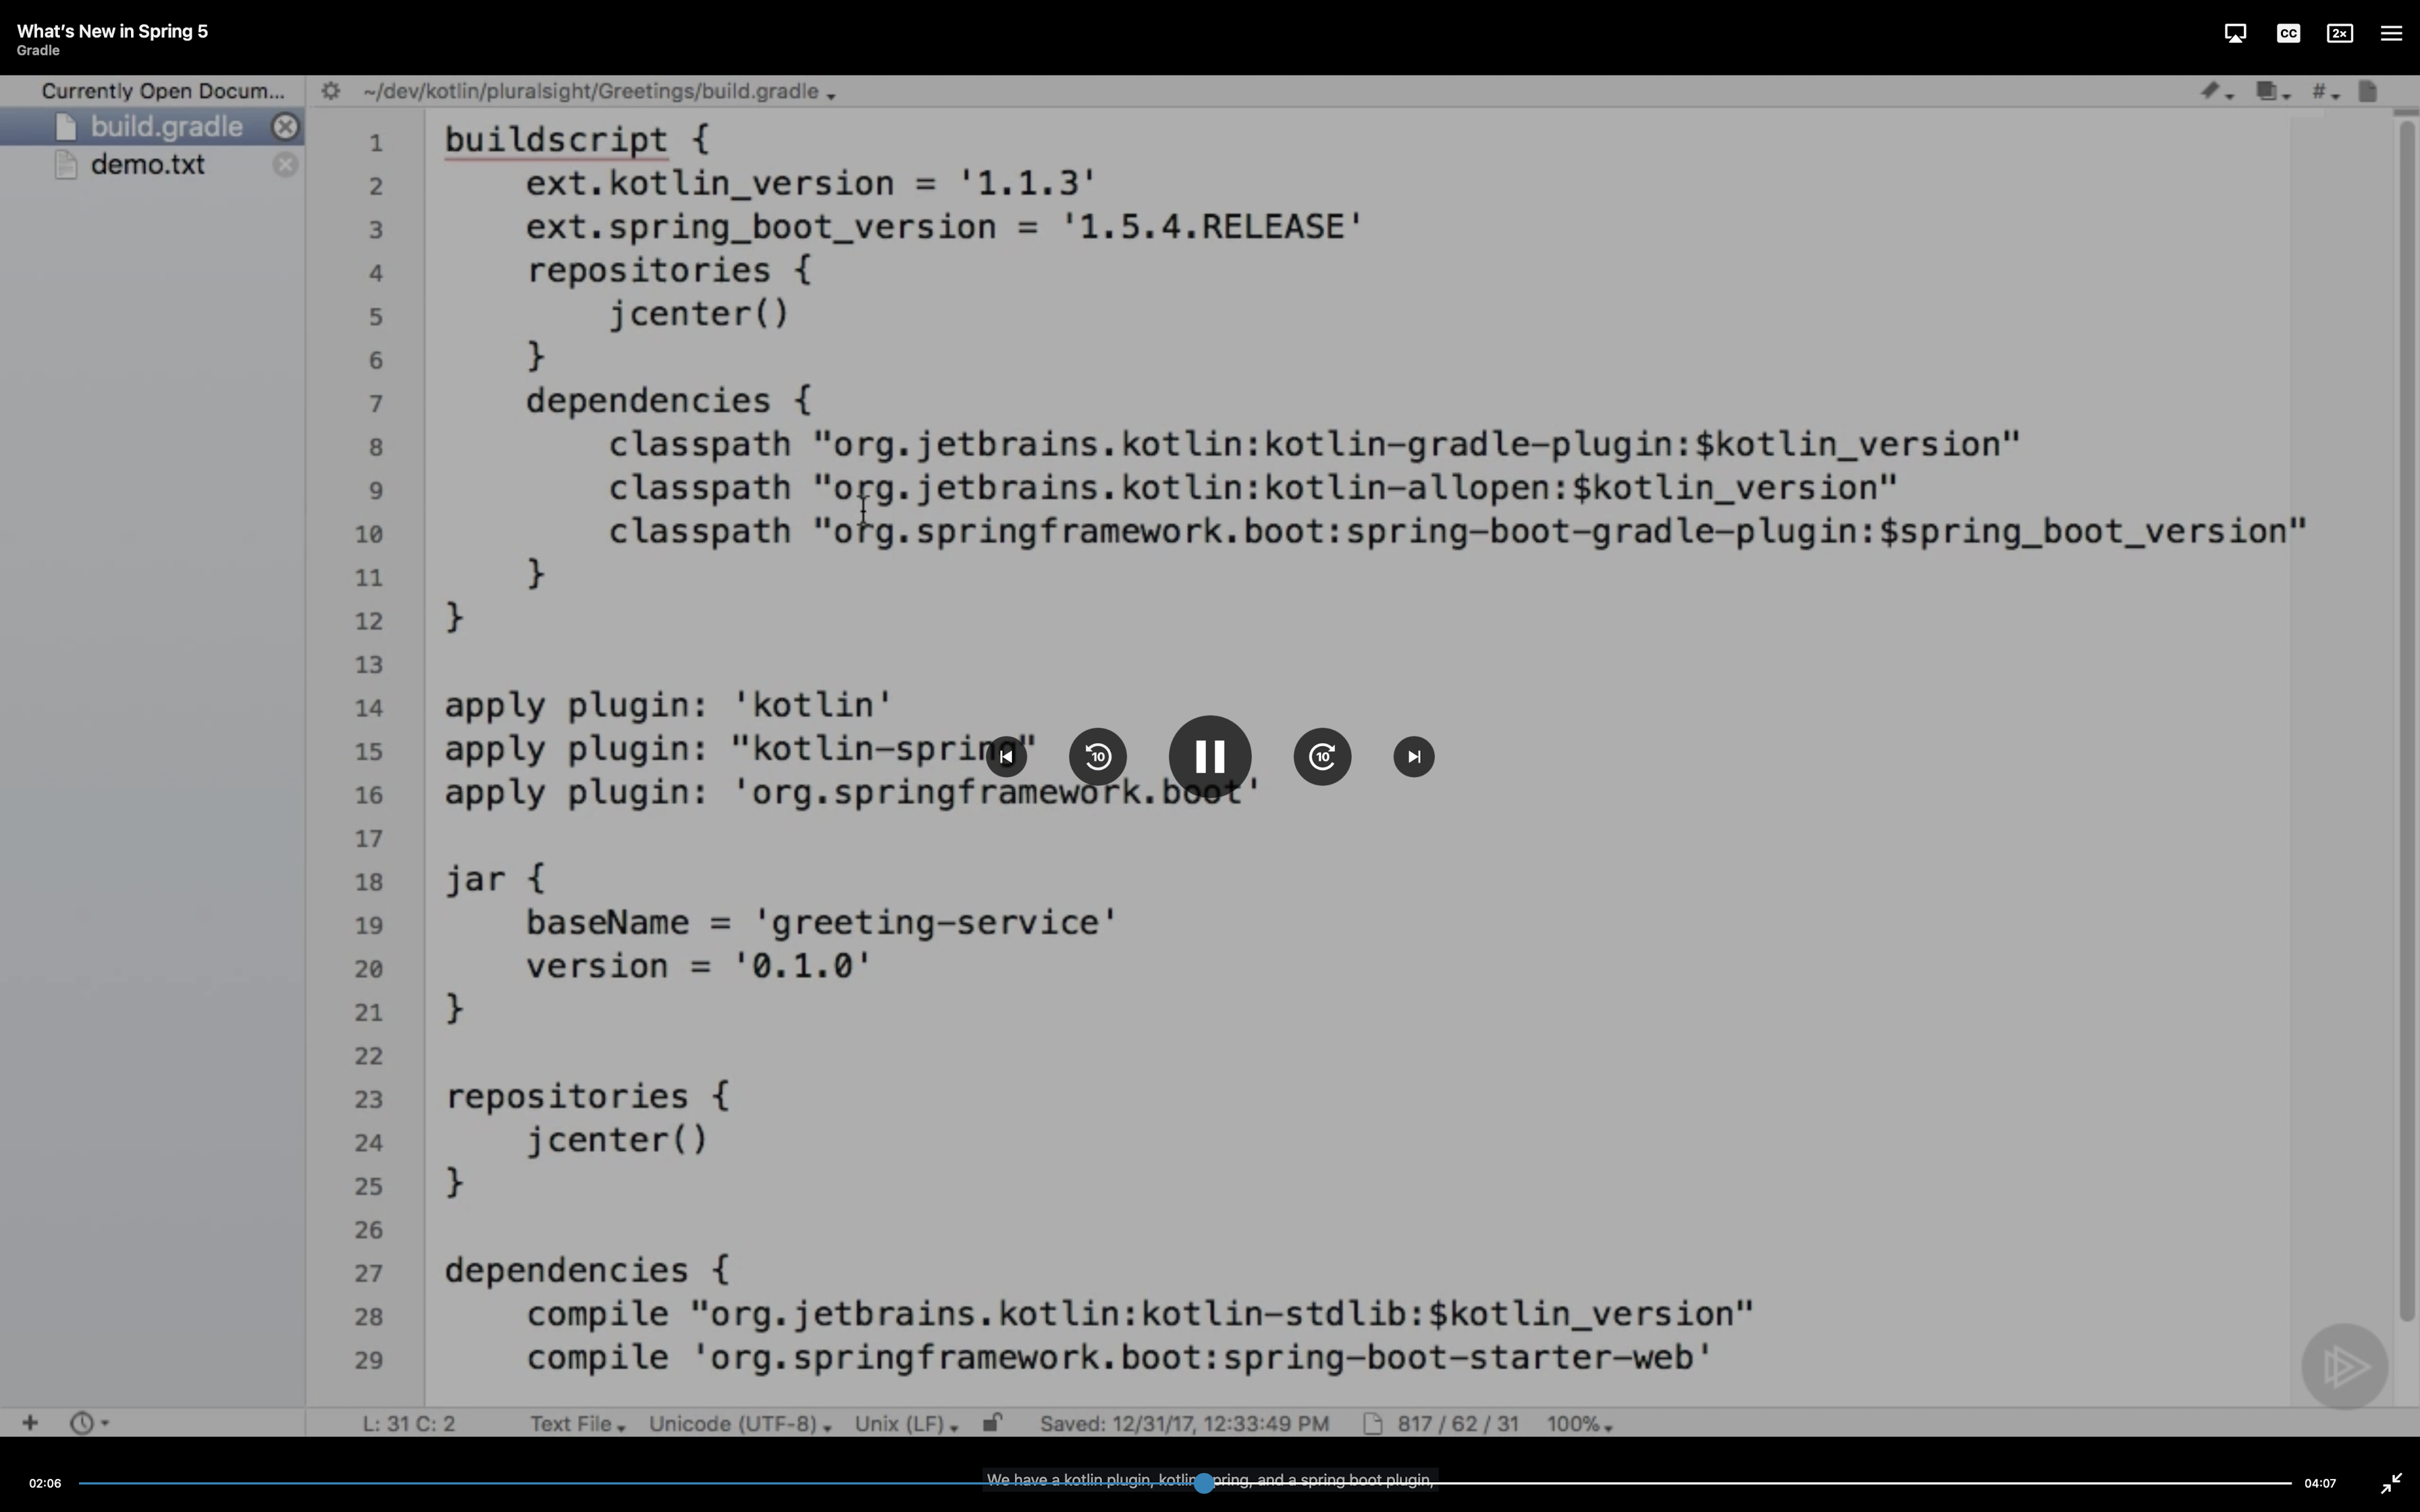 What's New in Spring 5
Gradle
CC
2x
Currently Open Docum...
~/dev/kotlin/pluralsight/Greetings/build.gradle
#
build.gradle
demo.txt
1 buildscript {
2 ext.kotlin_version = '1.1.3'
3 ext.spring_boot_version = '1.5.4.RELEASE'
4 repositories {
5 jcenter()
6 }
7 dependencies {
8 classpath "org.jetbrains.kotlin:kotlin-gradle-plugin:$kotlin_version"
9 classpath "org.jetbrains.kotlin:kotlin-allopen:$kotlin_version"
10 classpath "org.springframework.boot:spring-boot-gradle-plugin:$spring_boot_version"
11 }
12 }
13
14 apply plugin: 'kotlin'
15 apply plugin: "kotlin-spring"
16 apply plugin: 'org.springframework.boot'
17
18 jar {
19 baseName = 'greeting-service'
20 version = '0.1.0'
21 }
22
23 repositories {
24 jcenter()
25 }
26
27 dependencies {
28 compile "org.jetbrains.kotlin:kotlin-stdlib:$kotlin_version"
29 compile 'org.springframework.boot:spring-boot-starter-web'
10
10
L: 31 C: 2 Text File Unicode (UTF-8) Unix (LF) Saved: 12/31/17, 12:33:49 PM 817 / 62 / 31 100%
We have a kotlin plugin, kotlin spring, and a spring boot plugin,
02:06
04:07